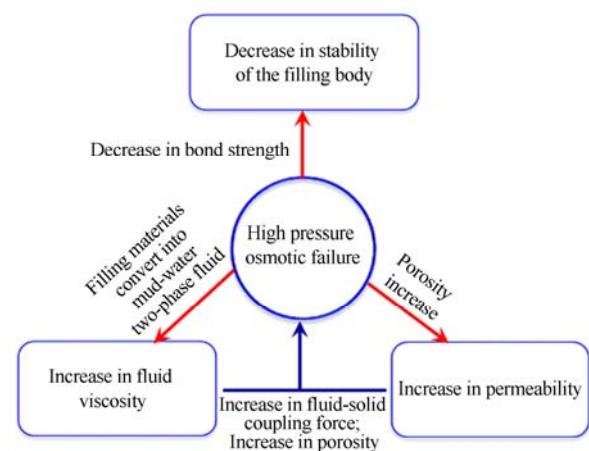 Decrease in stability
of the filling body
Decrease in bond strength
High pressure
osmotic failure
Filling materials
convert into
mud-water
two-phase fluid
Porosity
increase
Increase in fluid
viscosity
Increase in fluid-solid
coupling force;
Increase in porosity
Increase in permeability